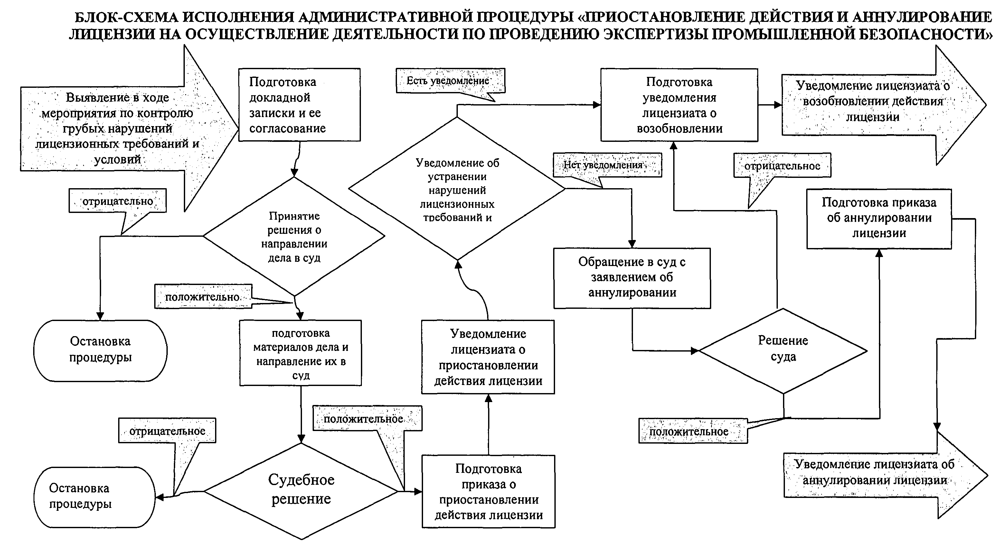 БЛОК-СХЕМА ИСПОЛНЕНИЯ АДМИНИСТРАТИВНОЙ ПРОЦЕДУРЫ «ПРИОСТАНОВЛЕНИЕ ДЕЙСТВИЯ И АННУЛИРОВАНИЕ
ЛИЦЕНЗИИ НА ОСУЩЕСТВЛЕНИЕ ДЕЯТЕЛЬНОСТИ ПО ПРОВЕДЕНИЮ ЭКСПЕРТИЗЫ ПРОМЫШЛЕННОЙ БЕЗОПАСНОСТИ»
Выявление в ходе
мероприятия по контролю
грубых нарушений
лицензионных требований и
условий
Подготовка
докладной
записки и ее
согласование
отрицательно
Принятие
решения о
направлении
дела в суд
положительно
Остановка
процедуры
подготовка
материалов дела и
направление их в
суд
отрицательное
положительное
Остановка
процедуры
Судебное
решение
Подготовка
приказа о
приостановлении
действия лицензии
Уведомление
лицензиата о
приостановлении
действия лицензии
Уведомление об
устранении
нарушений
лицензионных
требований и
Есть уведомление
Нет уведомления
Подготовка
уведомления
лицензиата о
возобновлении
Уведомление лицензиата о
возобновлении действия
лицензии
Обращение в суд с
заявлением об
аннулировании
отрицательное
Решение
суда
положительное
Подготовка приказа
об аннулировании
лицензии
Уведомление лицензиата об
аннулировании лицензии